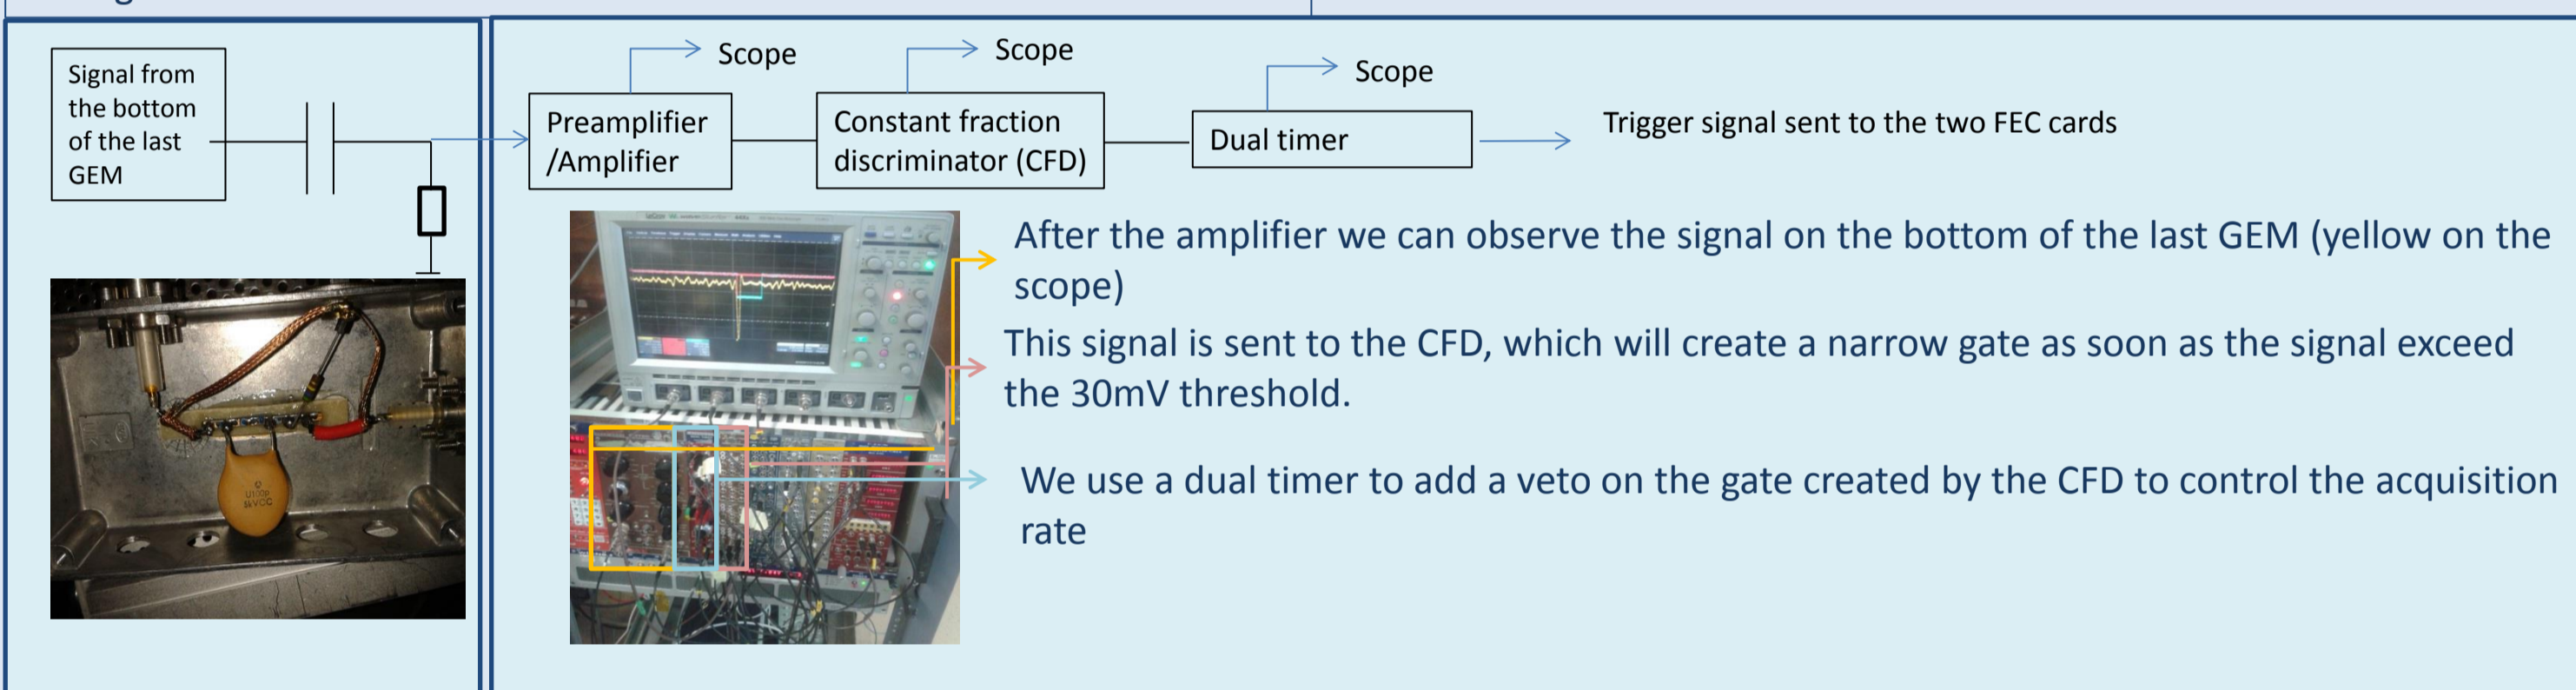 Signal from
the bottom
of the last
GEM
Scope
Scope
Scope
Preamplifier
/Amplifier
Constant fraction
discriminator (CFD)
Dual timer
Trigger signal sent to the two FEC cards
After the amplifier we can observe the signal on the bottom of the last GEM (yellow on the
scope)
This signal is sent to the CFD, which will create a narrow gate as soon as the signal exceed
the 30mV threshold.
We use a dual timer to add a veto on the gate created by the CFD to control the acquisition
rate